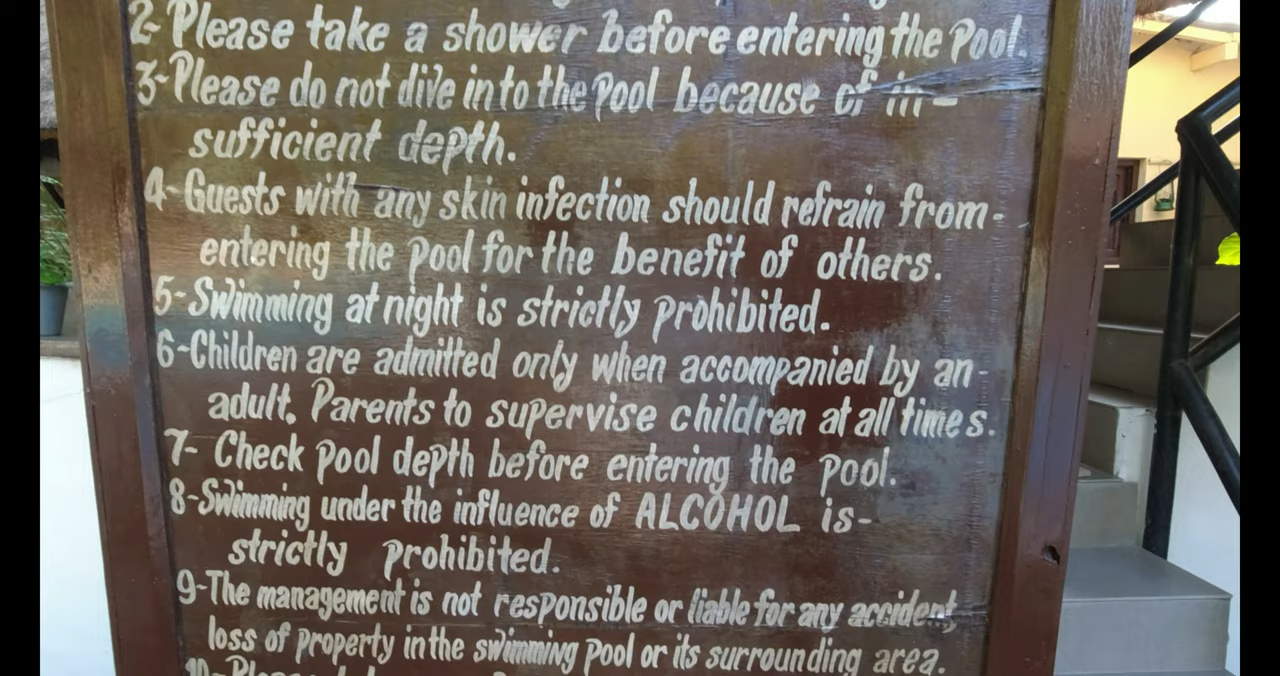 2- Please take a shower before entering the Pool.
3- Please do not dive into the pool because of in-
sufficient depth.
4- Guests with any skin infection should refrain from-
entering the pool for the benefit of others.
5- Swimming at night is strictly prohibited.
6- Children are admitted only when accompanied by an-
adult. Parents to supervise children at all times.
7- Check pool depth before entering the pool.
8- Swimming under the influence of ALCOHOL is-
strictly prohibited.
9- The management is not responsible or liable for any accident,
loss of property in the swimming pool or its surrounding area.
10- Please